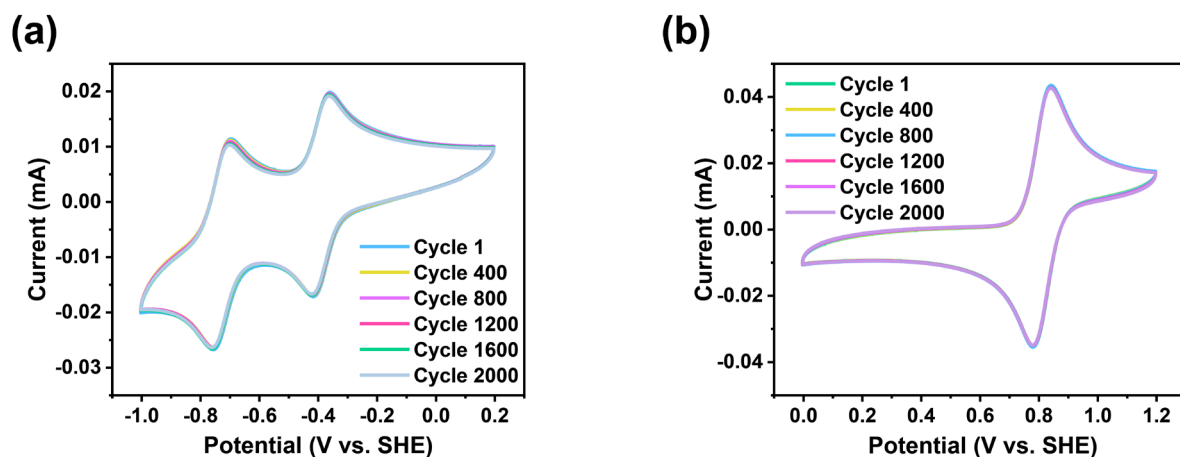 (a)
Current (mA)
0.02
0.01
0.00
-0.01
-0.02
-0.03
Cycle 1
Cycle 400
Cycle 800
Cycle 1200
Cycle 1600
Cycle 2000
-1.0 -0.8 -0.6 -0.4 -0.2 0.0 0.2
Potential (V vs. SHE)
(b)
Current (mA)
0.04
0.02
0.00
-0.02
-0.04
Cycle 1
Cycle 400
Cycle 800
Cycle 1200
Cycle 1600
Cycle 2000
0.0 0.2 0.4 0.6 0.8 1.0 1.2
Potential (V vs. SHE)